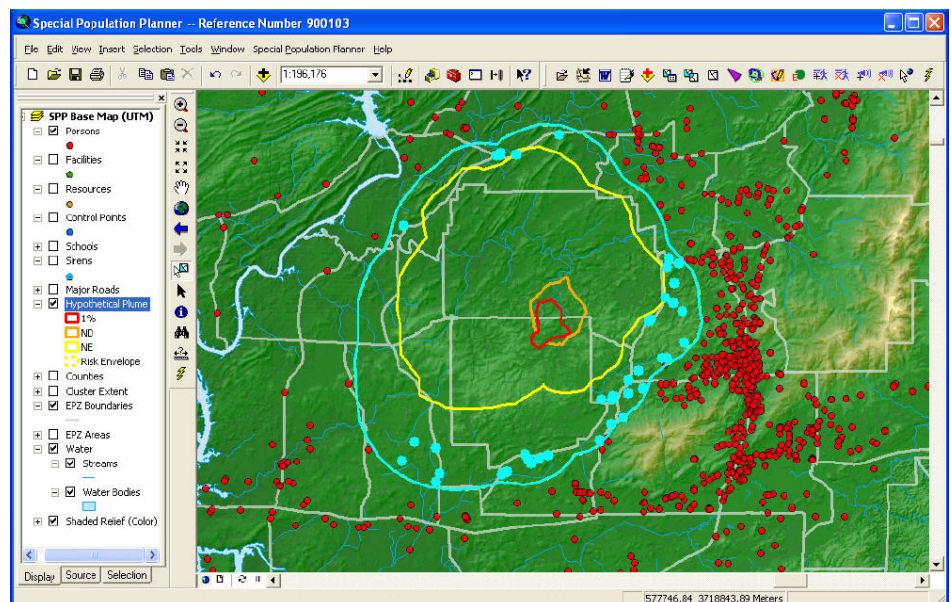 Special Population Planner -- Reference Number 900103
File Edit View Insert Selection Tools Window Special Population Planner Help
1:196,176
SPP Base Map (UTM)
Persons
Facilities
Resources
Control Points
Schools
Sirens
Major Roads
Hypothetical Plume
1%
ND
NE
Risk Envelope
Counties
Cluster Extent
EPZ Boundaries
EPZ Areas
Water
Streams
Water Bodies
Shaded Relief (Color)
Display Source Selection
577746.84 3718843.89 Meters